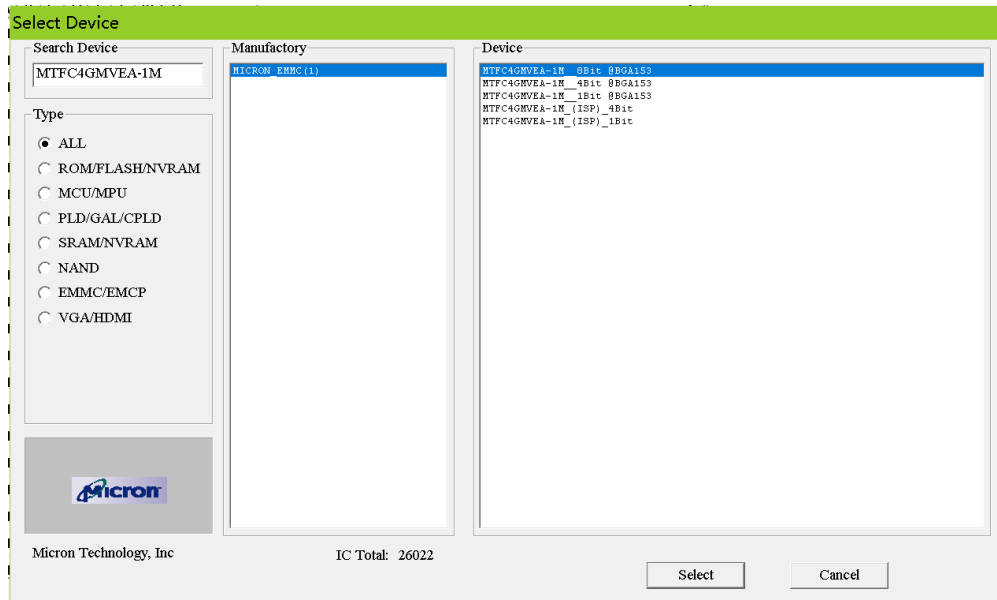 Select Device
Search Device
MTFC4GMVEA-1M
Type
ALL
ROM/FLASH/NVRAM
MCU/MPU
PLD/GAL/CPLD
SRAM/NVRAM
NAND
EMMC/EMCP
VGA/HDMI
Micron
Micron Technology, Inc
Manufactory
MICRON_EMMC(1)
IC Total: 26022
Device
MTFC4GMVEA-1M__8Bit @BGA153
MTFC4GMVEA-1M__4Bit @BGA153
MTFC4GMVEA-1M__1Bit @BGA153
MTFC4GMVEA-1M_(ISP)_4Bit
MTFC4GMVEA-1M_(ISP)_1Bit
Select
Cancel